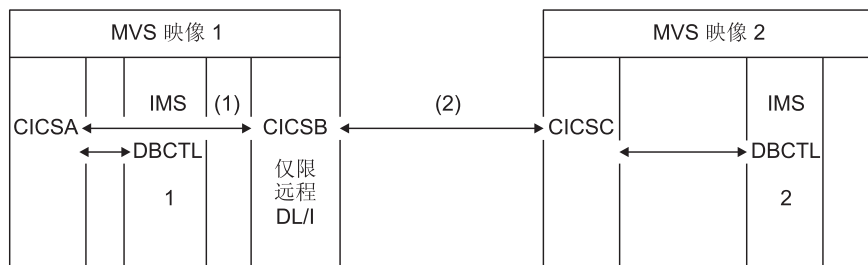 MVS 映像 1
MVS 映像 2
IMS
(1)
(2)
IMS
CICSA
CICSB
CICSC
DBCTL
DBCTL
仅限
远程
DL/I
1
2